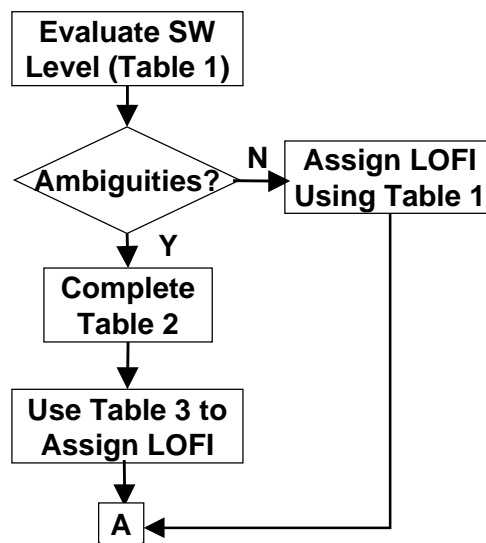 Evaluate SW
Level (Table 1)
Ambiguities?
N
Assign LOFI
Using Table 1
Y
Complete
Table 2
Use Table 3 to
Assign LOFI
A